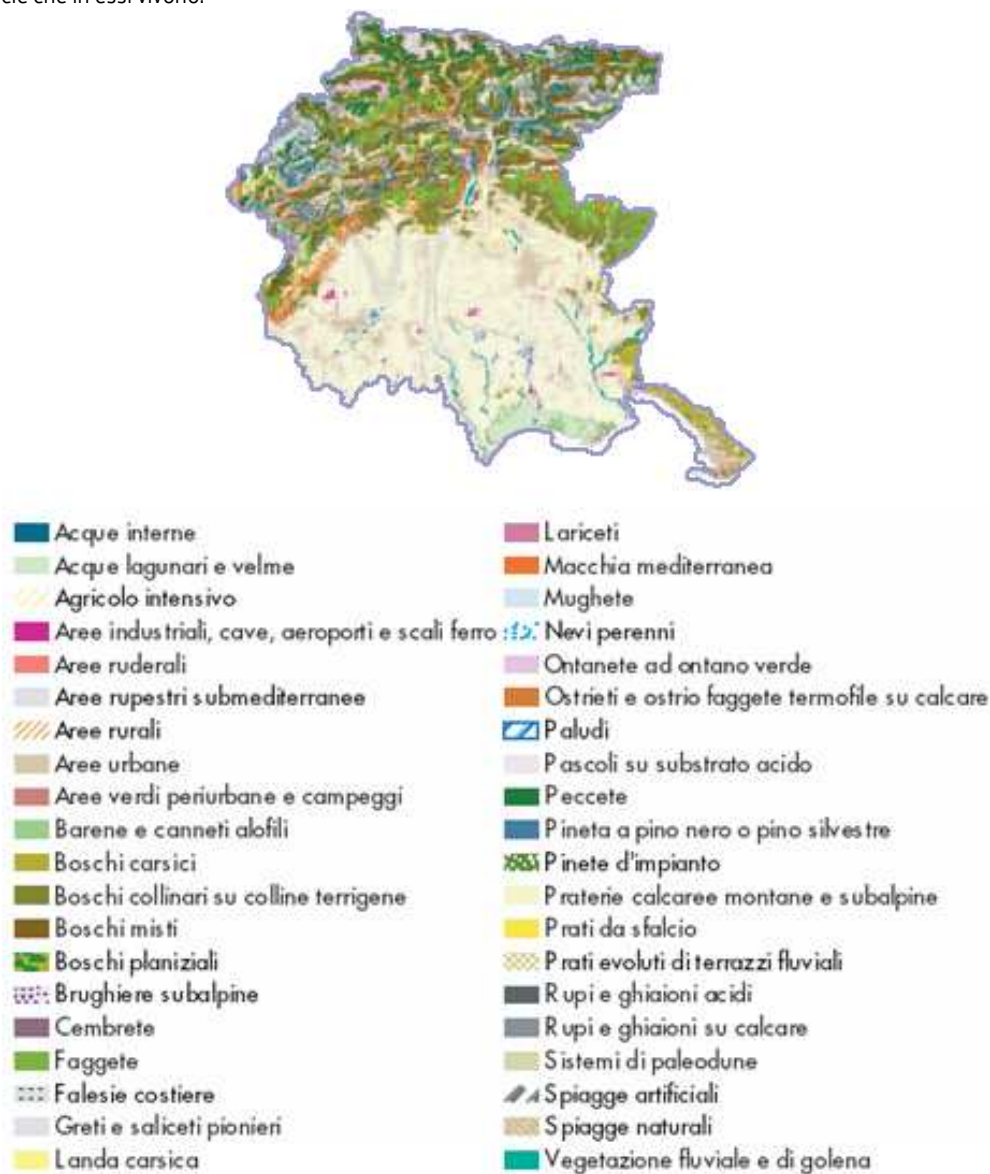 cie che in essi vivono.
Acque interne
Acque lagunari e velme
Agricolo intensivo
Aree industriali, cave, aeroporti e scali ferro
Aree ruderali
Aree rupestri submediterranee
Aree rurali
Aree urbane
Aree verdi periurbane e campeggi
Barene e canneti alofili
Boschi carsici
Boschi collinari su colline terrigene
Boschi misti
Boschi planiziali
Brughiere subalpine
Cembrete
Faggete
Falesie costiere
Greti e saliceti pionieri
Landa carsica
Lariceti
Macchia mediterranea
Mughete
Nevi perenni
Ontanete ad ontano verde
Ostrieti e ostrio faggete termofile su calcare
Paludi
Pascoli su substrato acido
Peccete
Pineta a pino nero o pino silvestre
Pinete d'impianto
Praterie calcaree montane e subalpine
Prati da sfalcio
Prati evoluti di terrazzi fluviali
Rupi e ghiaioni acidi
Rupi e ghiaioni su calcare
Sistemi di paleodune
Spiagge artificiali
Spiagge naturali
Vegetazione fluviale e di golena